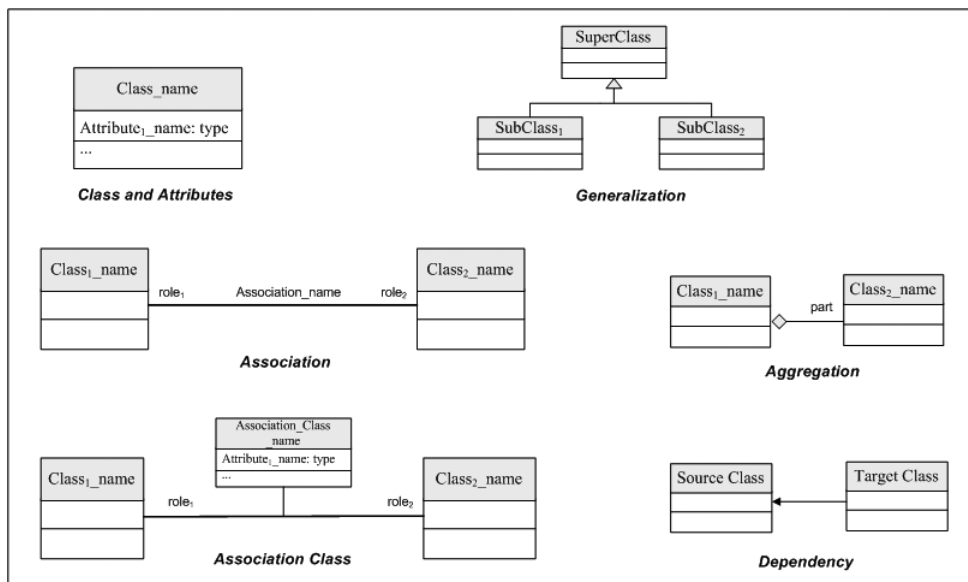 Class_name
Attribute₁_name: type
...
Class and Attributes
SuperClass
SubClass₁
SubClass₂
Generalization
Class₁_name
role₁
Association_name
role₂
Class₂_name
Association
Class₁_name
part
Class₂_name
Aggregation
Association_Class
_name
Attribute₁_name: type
...
Class₁_name
role₁
role₂
Class₂_name
Association Class
Source Class
Target Class
Dependency